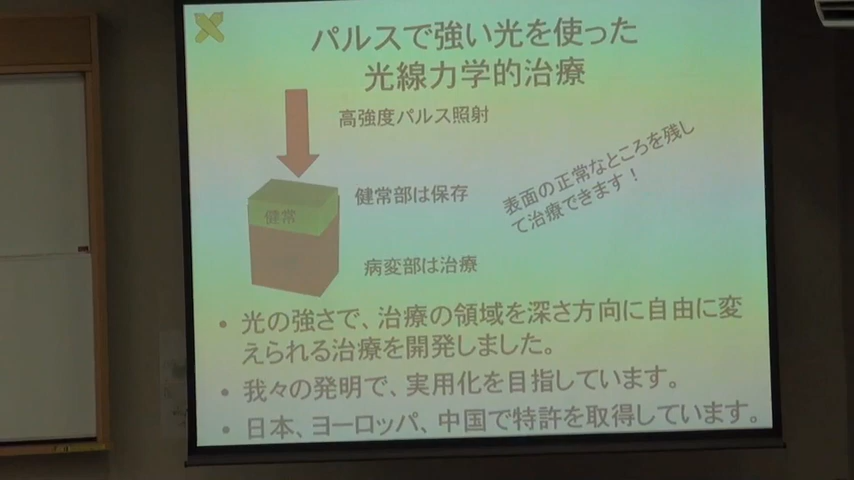 パルスで強い光を使った
光線力学的治療
高強度パルス照射
健常部は保存
表面の正常なところを残し
て治療できます！
健常
病変部は治療
• 光の強さで、治療の領域を深さ方向に自由に変
えられる治療を開発しました。
• 我々の発明で、実用化を目指しています。
• 日本、ヨーロッパ、中国で特許を取得しています。